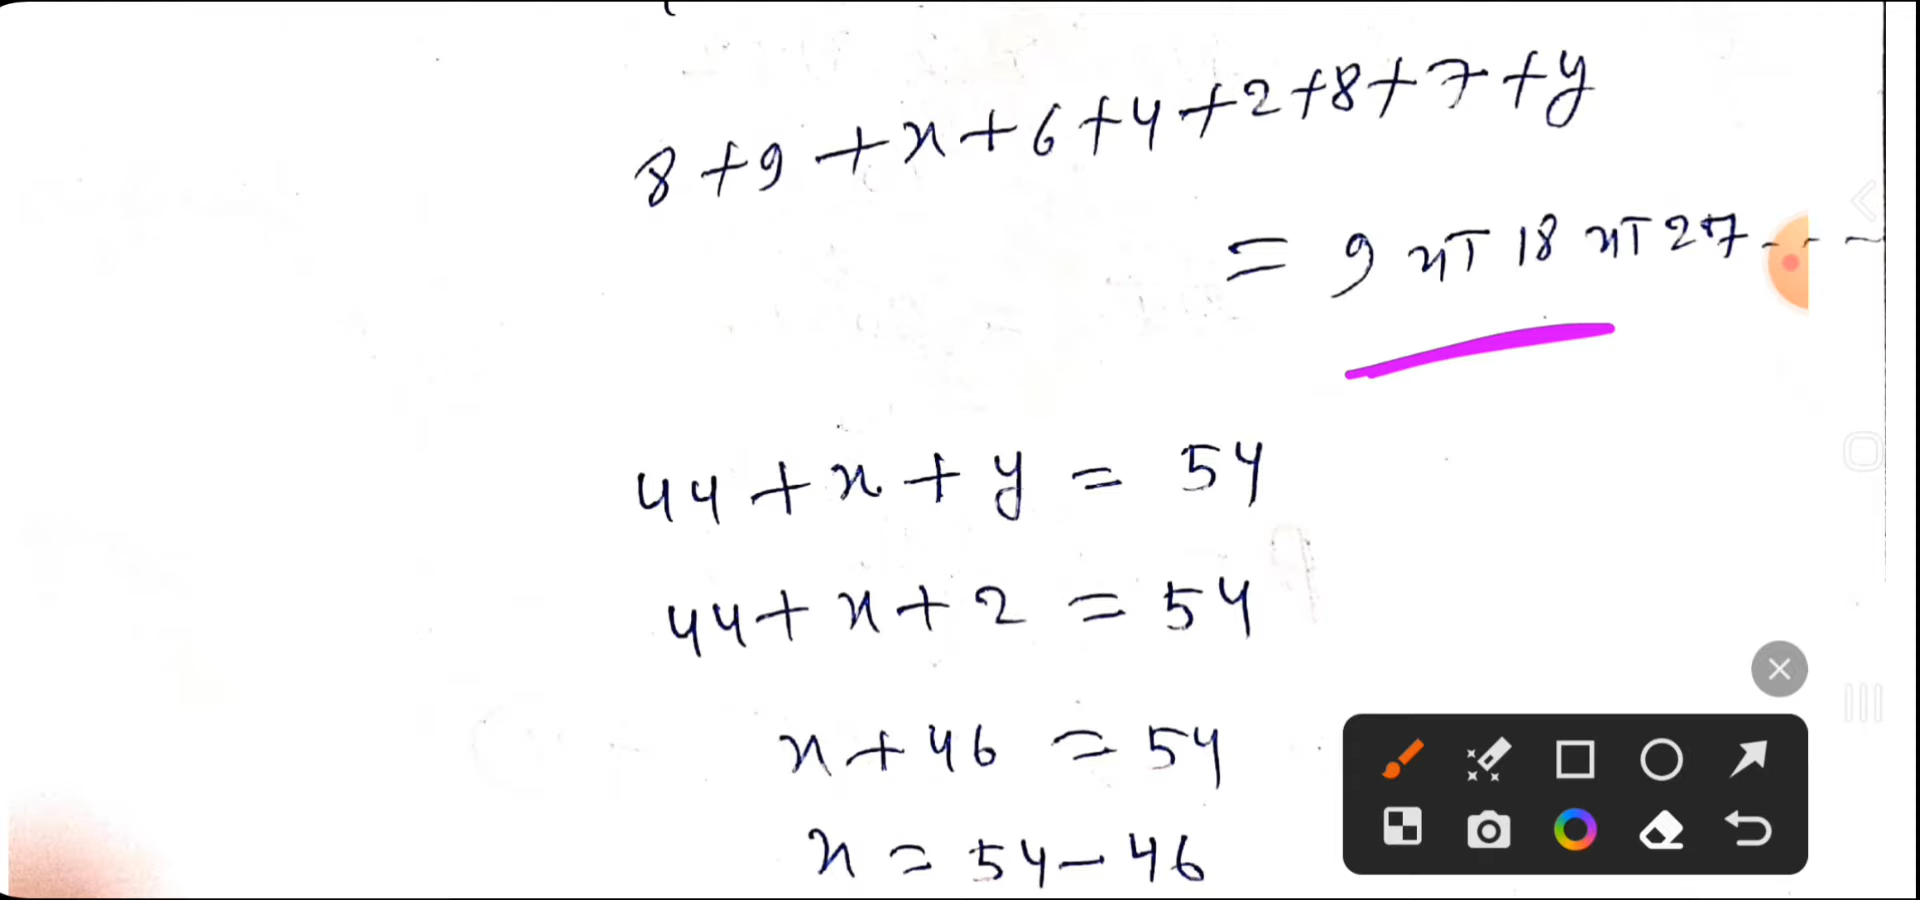 8 + 9 + x + 6 + 4 + 2 + 8 + 7 + y
= 9 या 18 या 27 - - -
44 + x + y = 54
44 + x + 2 = 54
x + 46 = 54
x = 54 - 46